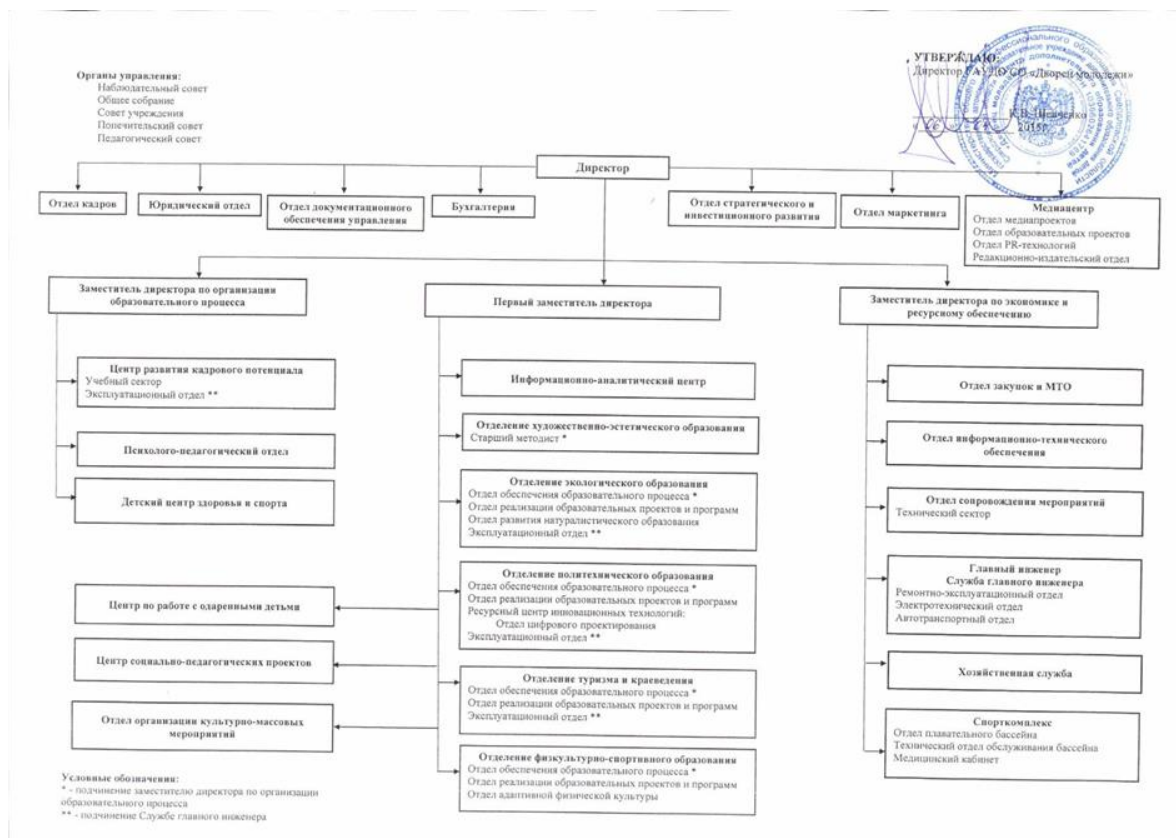 Органы управления:
Наблюдательный совет
Общее собрание
Совет учреждения
Попечительский совет
Педагогический совет
УТВЕРЖДАЮ:
Директор ГАУДО СО «Дворец молодежи»
К.В. Шевченко
2015г.
Директор
Отдел кадров
Юридический отдел
Отдел документационного
обеспечения управления
Бухгалтерия
Отдел стратегического и
инвестиционного развития
Отдел маркетинга
Медиацентр
Отдел медиапроектов
Отдел образовательных проектов
Отдел PR-технологий
Редакционно-издательский отдел
Заместитель директора по организации
образовательного процесса
Первый заместитель директора
Заместитель директора по экономике и
ресурсному обеспечению
Центр развития кадрового потенциала
Учебный сектор
Эксплуатационный отдел **
Психолого-педагогический отдел
Детский центр здоровья и спорта
Центр по работе с одаренными детьми
Центр социально-педагогических проектов
Отдел организации культурно-массовых
мероприятий
Информационно-аналитический центр
Отделение художественно-эстетического образования
Старший методист *
Отделение экологического образования
Отдел обеспечения образовательного процесса *
Отдел реализации образовательных проектов и программ
Отдел развития натуралистического образования
Эксплуатационный отдел **
Отделение политехнического образования
Отдел обеспечения образовательного процесса *
Отдел реализации образовательных проектов и программ
Ресурсный центр инновационных технологий:
Отдел цифрового проектирования
Эксплуатационный отдел **
Отделение туризма и краеведения
Отдел обеспечения образовательного процесса *
Отдел реализации образовательных проектов и программ
Эксплуатационный отдел **
Отделение физкультурно-спортивного образования
Отдел обеспечения образовательного процесса *
Отдел реализации образовательных проектов и программ
Отдел адаптивной физической культуры
Отдел закупок и МТО
Отдел информационно-технического
обеспечения
Отдел сопровождения мероприятий
Технический сектор
Главный инженер
Служба главного инженера
Ремонтно-эксплуатационный отдел
Электротехнический отдел
Автотранспортный отдел
Хозяйственная служба
Спорткомплекс
Отдел плавательного бассейна
Технический отдел обслуживания бассейна
Медицинский кабинет
Условные обозначения:
* - подчинение заместителю директора по организации
образовательного процесса
** - подчинение Службе главного инженера